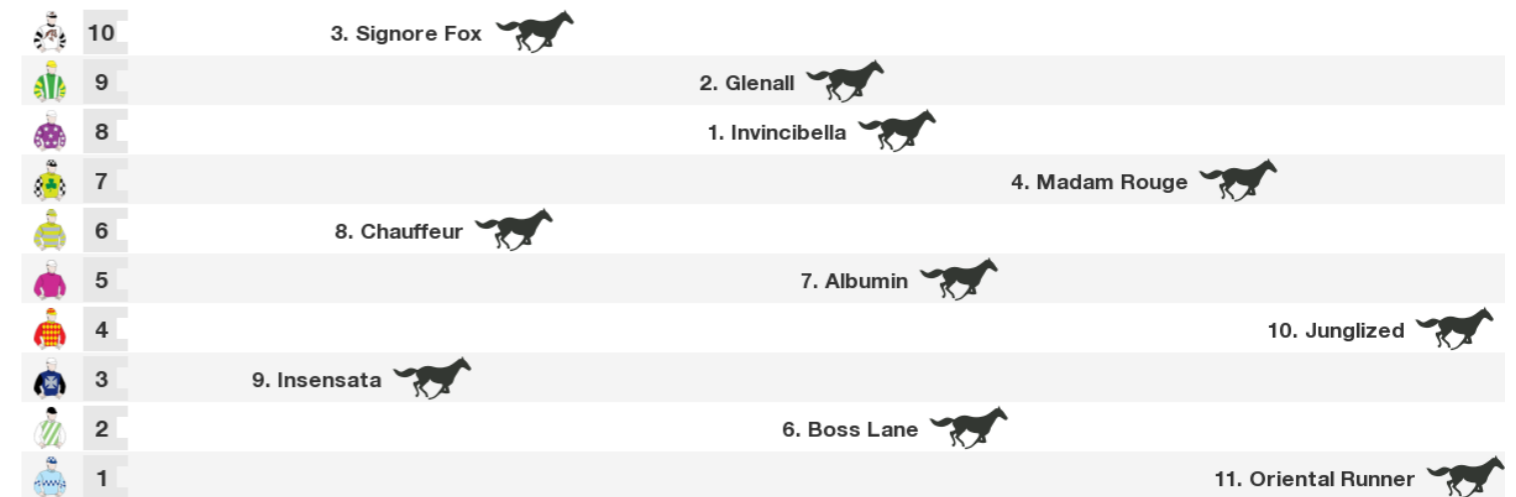 10 3. Signore Fox
9 2. Glenall
8 1. Invincibella
7 4. Madam Rouge
6 8. Chauffeur
5 7. Albumin
4 10. Junglized
3 9. Insensata
2 6. Boss Lane
1 11. Oriental Runner